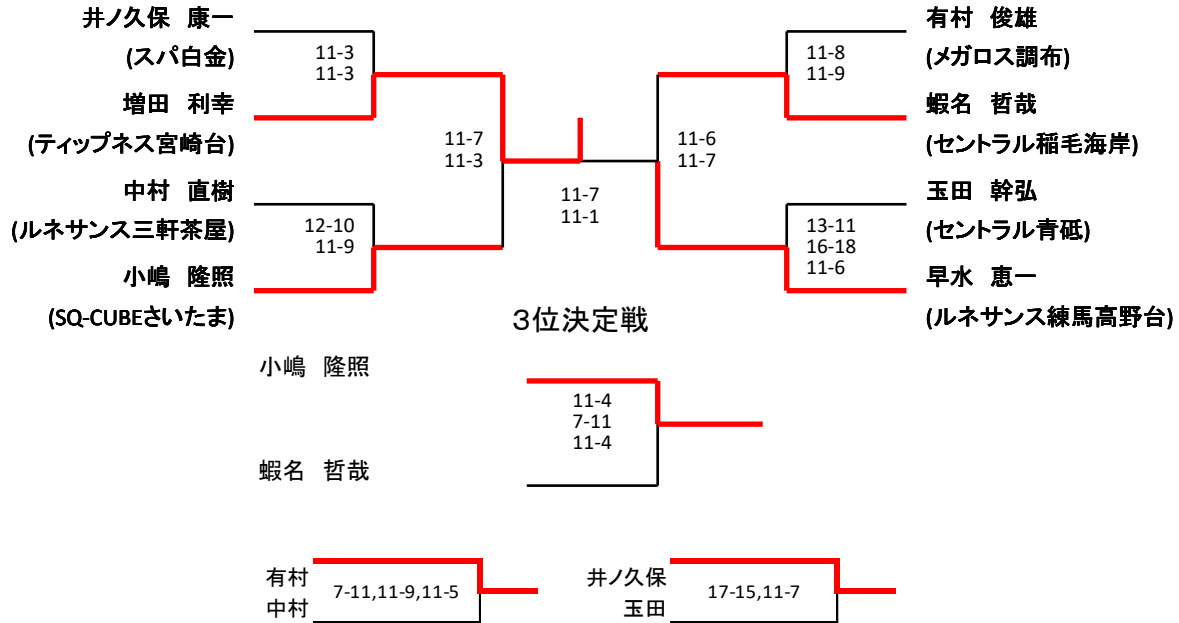 井ノ久保　康一
(スパ白金)
増田　利幸
(ティップネス宮崎台)
中村　直樹
(ルネサンス三軒茶屋)
小嶋　隆照
(SQ-CUBEさいたま)
11-3
11-3
12-10
11-9
11-7
11-3
11-7
11-1
11-6
11-7
11-8
11-9
13-11
16-18
11-6
有村　俊雄
(メガロス調布)
蝦名　哲哉
(セントラル稲毛海岸)
玉田　幹弘
(セントラル青砥)
早水　恵一
(ルネサンス練馬高野台)
3位決定戦
小嶋　隆照
蝦名　哲哉
11-4
7-11
11-4
有村
中村
7-11,11-9,11-5
井ノ久保
玉田
17-15,11-7